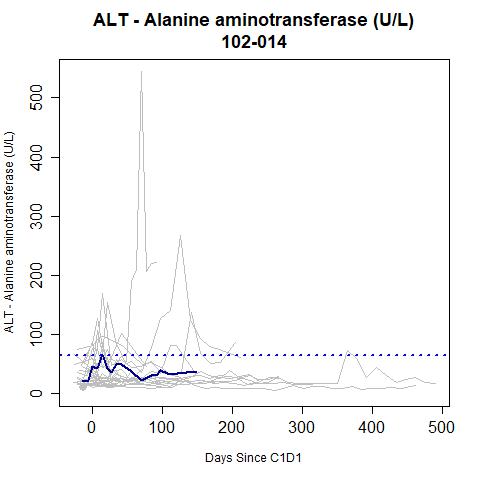 ALT - Alanine aminotransferase (U/L)
102-014
ALT - Alanine aminotransferase (U/L)
500
400
300
200
100
0
0 100 200 300 400 500
Days Since C1D1